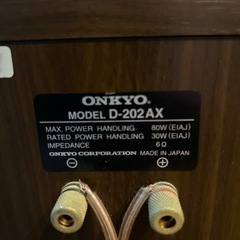 ONKYO
MODEL D-202AX
MAX. POWER HANDLING 80W (EIAJ)
RATED POWER HANDLING 30W (EIAJ)
IMPEDANCE 6Ω
ONKYO CORPORATION MADE IN JAPAN
- +